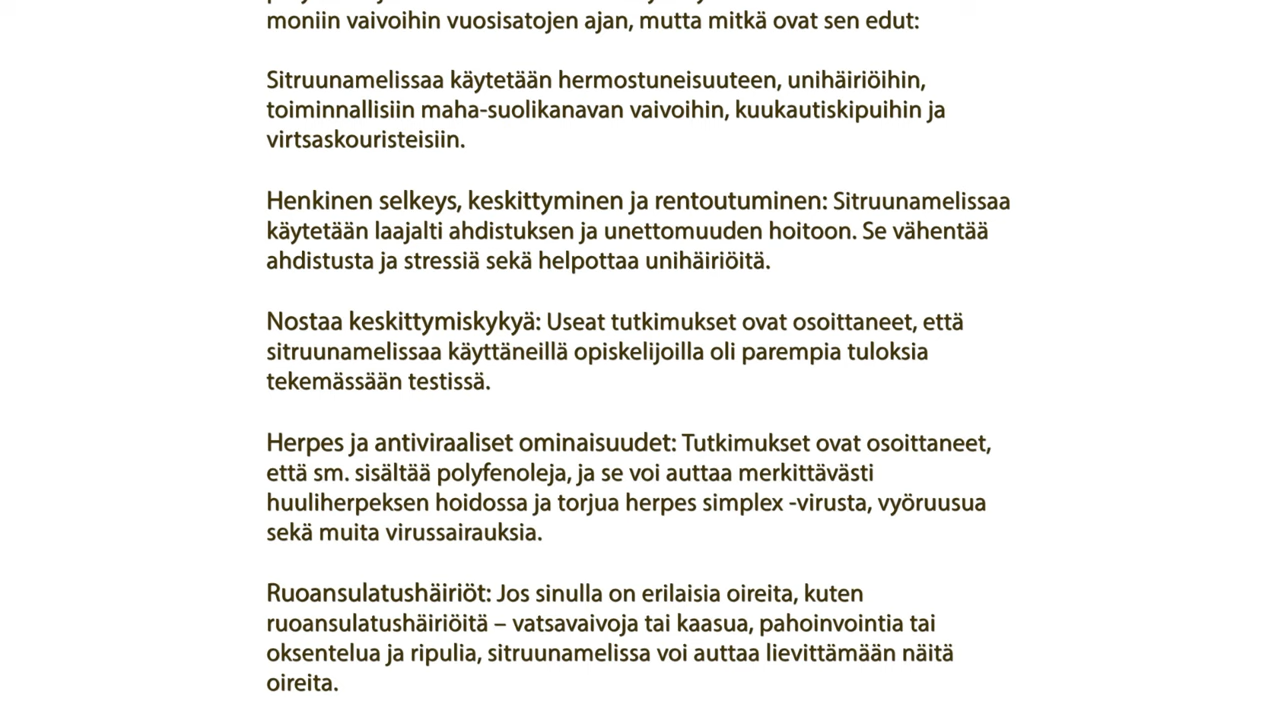 moniin vaivoihin vuosisatojen ajan, mutta mitkä ovat sen edut:
Sitruunamelissaa käytetään hermostuneisuuteen, unihäiriöihin,
toiminnallisiin maha-suolikanavan vaivoihin, kuukautiskipuihin ja
virtsaskouristeisiin.
Henkinen selkeys, keskittyminen ja rentoutuminen: Sitruunamelissaa
käytetään laajalti ahdistuksen ja unettomuuden hoitoon. Se vähentää
ahdistusta ja stressiä sekä helpottaa unihäiriöitä.
Nostaa keskittymiskykyä: Useat tutkimukset ovat osoittaneet, että
sitruunamelissaa käyttäneillä opiskelijoilla oli parempia tuloksia
tekemässään testissä.
Herpes ja antiviraaliset ominaisuudet: Tutkimukset ovat osoittaneet,
että sm. sisältää polyfenoleja, ja se voi auttaa merkittävästi
huuliherpeksen hoidossa ja torjua herpes simplex -virusta, vyöruusua
sekä muita virussairauksia.
Ruoansulatushäiriöt: Jos sinulla on erilaisia oireita, kuten
ruoansulatushäiriöitä – vatsavaivoja tai kaasua, pahoinvointia tai
oksentelua ja ripulia, sitruunamelissa voi auttaa lievittämään näitä
oireita.